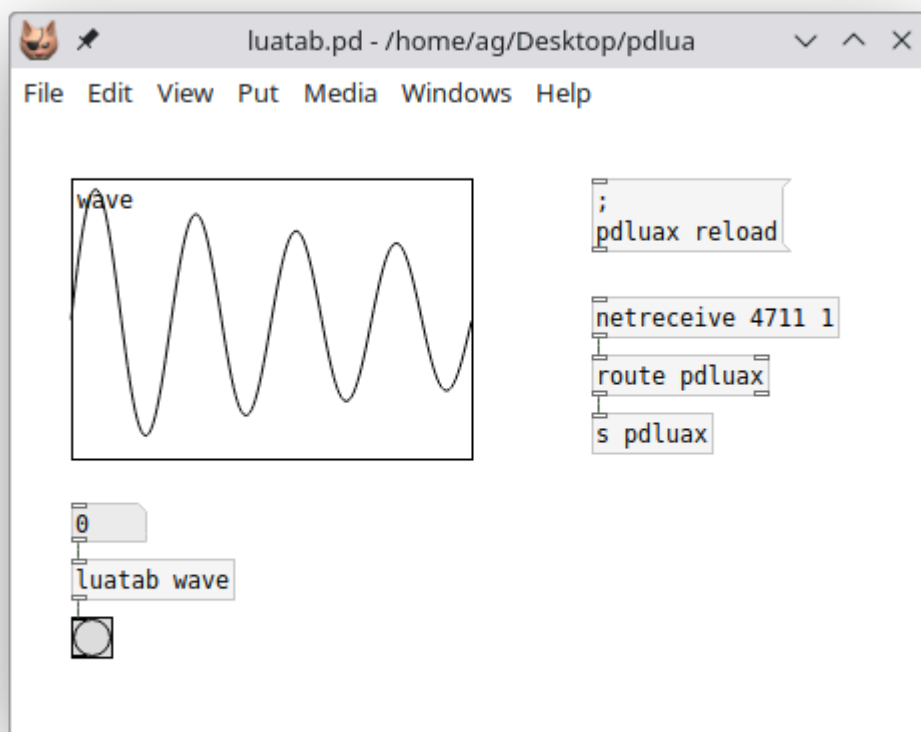 luatab.pd - /home/ag/Desktop/pdlua
File Edit View Put Media Windows Help
wave
;
pdluax reload
netreceive 4711 1
route pdluax
s pdluax
0
luatab wave